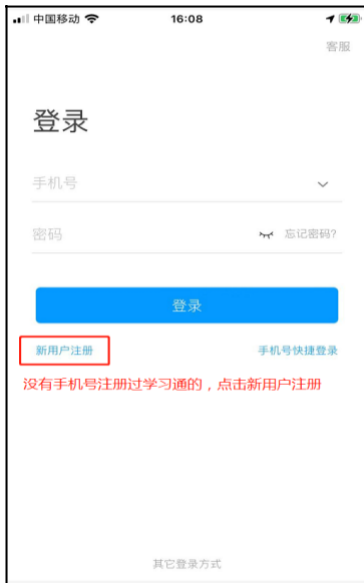 中国移动 16:08
客服
登录
手机号
密码 忘记密码?
登录
新用户注册 手机号快捷登录
没有手机号注册过学习通的，点击新用户注册
其它登录方式